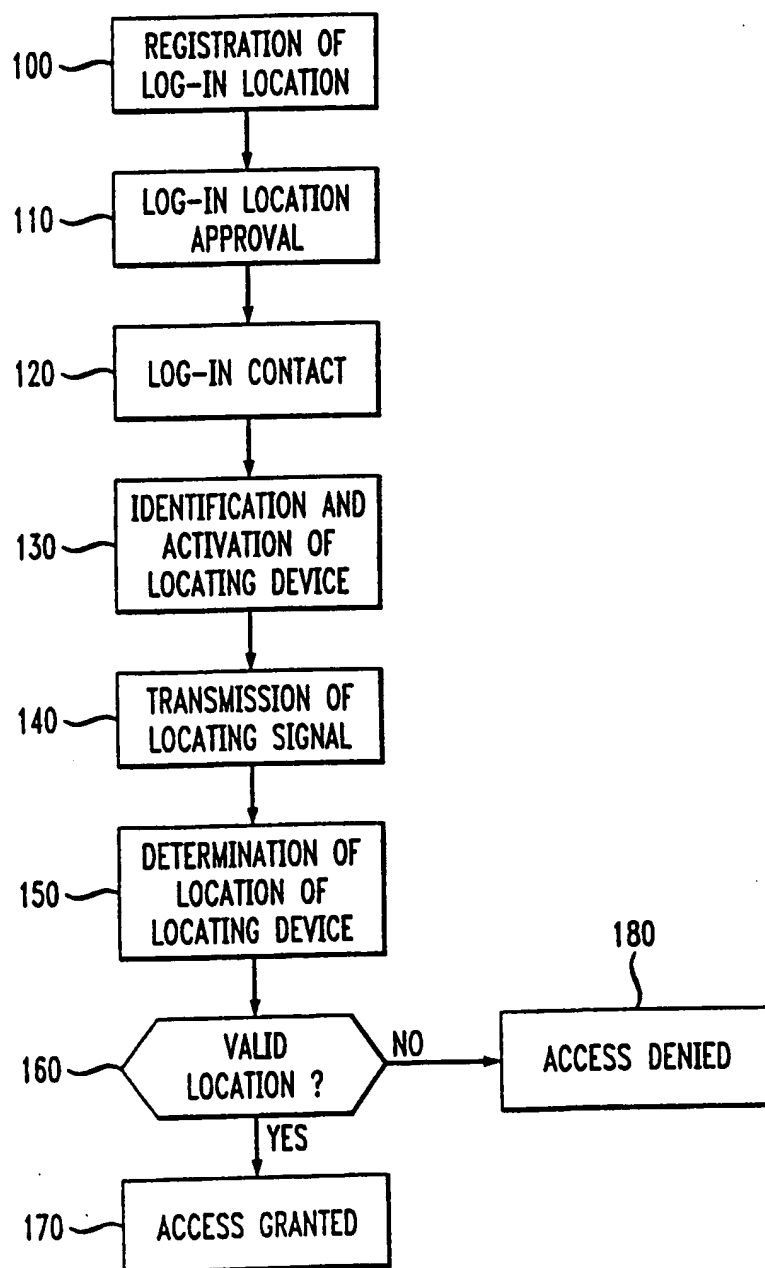 100
REGISTRATION OF
LOG-IN LOCATION
110
LOG-IN LOCATION
APPROVAL
120
LOG-IN CONTACT
130
IDENTIFICATION AND
ACTIVATION OF
LOCATING DEVICE
140
TRANSMISSION OF
LOCATING SIGNAL
150
DETERMINATION OF
LOCATION OF
LOCATING DEVICE
160
VALID
LOCATION ?
NO
180
ACCESS DENIED
YES
170
ACCESS GRANTED